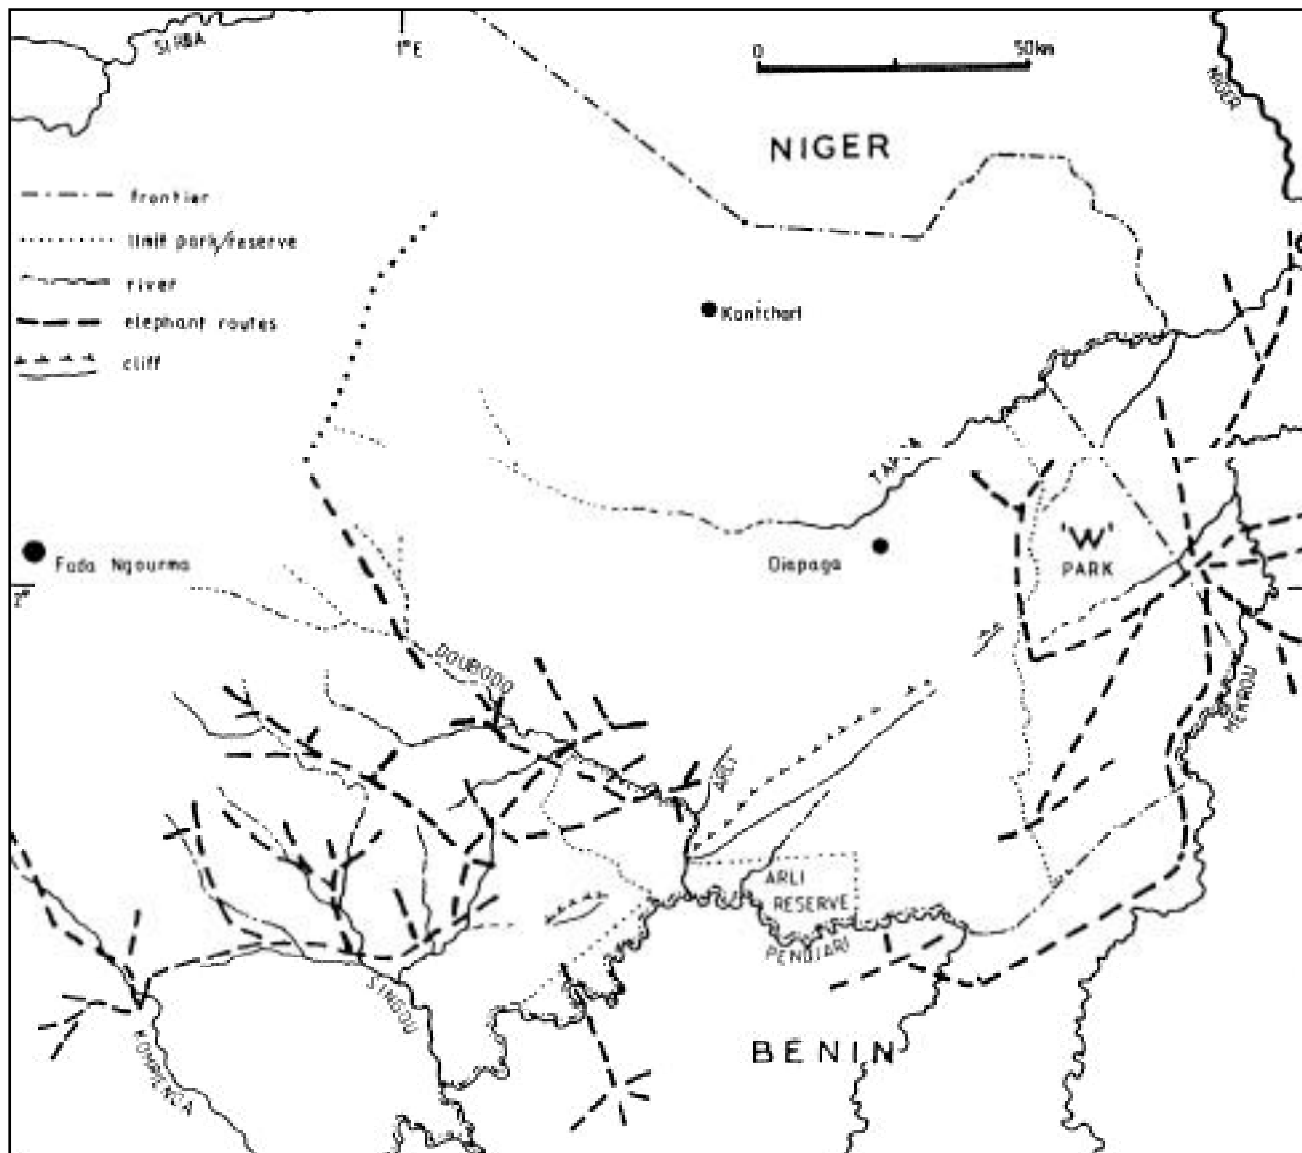 SIRBA
1° E
0
50km
NIGER
NIGER
frontier
limit park/reserve
river
elephant routes
cliff
Kantchari
TAPOA
Fada Ngourma
Diapaga
'W'
PARK
DOUBODO
MEKROU
ARLI
ARLI
RESERVE
PENDJARI
SINGOU
KOMPIENGA
BENIN